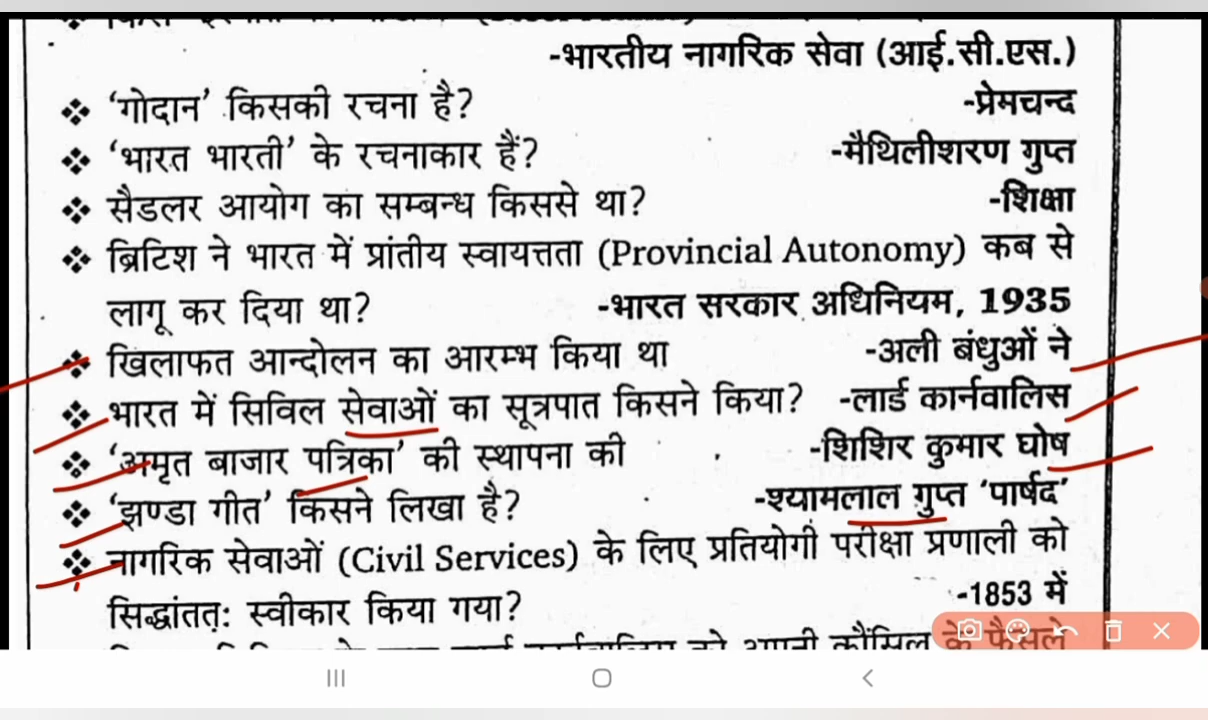 -भारतीय नागरिक सेवा (आई.सी.एस.)
❖ ‘गोदान’ किसकी रचना है? -प्रेमचन्द
❖ ‘भारत भारती’ के रचनाकार हैं? -मैथिलीशरण गुप्त
❖ सैडलर आयोग का सम्बन्ध किससे था? -शिक्षा
❖ ब्रिटिश ने भारत में प्रांतीय स्वायत्तता (Provincial Autonomy) कब से
लागू कर दिया था? -भारत सरकार अधिनियम, 1935
❖ खिलाफत आन्दोलन का आरम्भ किया था -अली बंधुओं ने
❖ भारत में सिविल सेवाओं का सूत्रपात किसने किया? -लार्ड कार्नवालिस
❖ ‘अमृत बाजार पत्रिका’ की स्थापना की -शिशिर कुमार घोष
❖ ‘झण्डा गीत’ किसने लिखा है? -श्यामलाल गुप्त ‘पार्षद’
❖ नागरिक सेवाओं (Civil Services) के लिए प्रतियोगी परीक्षा प्रणाली को
सिद्धांततः स्वीकार किया गया? -1853 में
को अपनी कौंसिल के फैसले